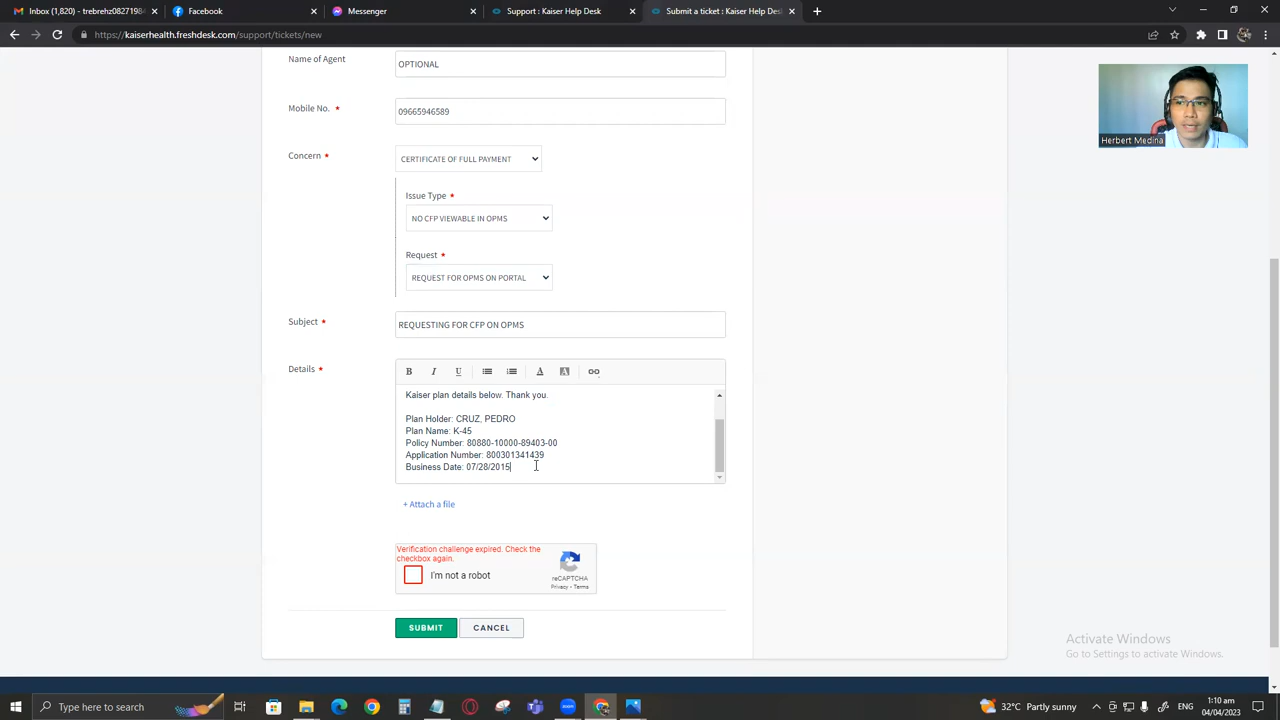 Inbox (1,820) - trebrehz0271984
Facebook
Messenger
Kaiser Help Desk
Submit a ticket : Kaiser Help Des
https://kaiserhealth.freshdesk.com/support/tickets/new
Herbert Medina
Name of Agent
OPTIONAL
Mobile No. *
09665946589
Concern *
CERTIFICATE OF FULL PAYMENT
Issue Type *
NO CFP VIEWABLE IN OPMS
Request *
REQUEST FOR OPMS ON PORTAL
Subject *
REQUESTING FOR CFP ON OPMS
Details *
B I U A A
Kaiser plan details below. Thank you.
Plan Holder: CRUZ, PEDRO
Plan Name: K-45
Policy Number: 80880-10000-89403-00
Application Number: 800301341439
Business Date: 07/28/2015
+ Attach a file
Verification challenge expired. Check the
checkbox again.
I'm not a robot
reCAPTCHA
Privacy - Terms
SUBMIT
CANCEL
Activate Windows
Go to Settings to activate Windows.
Type here to search
32°C Partly sunny
ENG
1:10 pm
04/04/2023